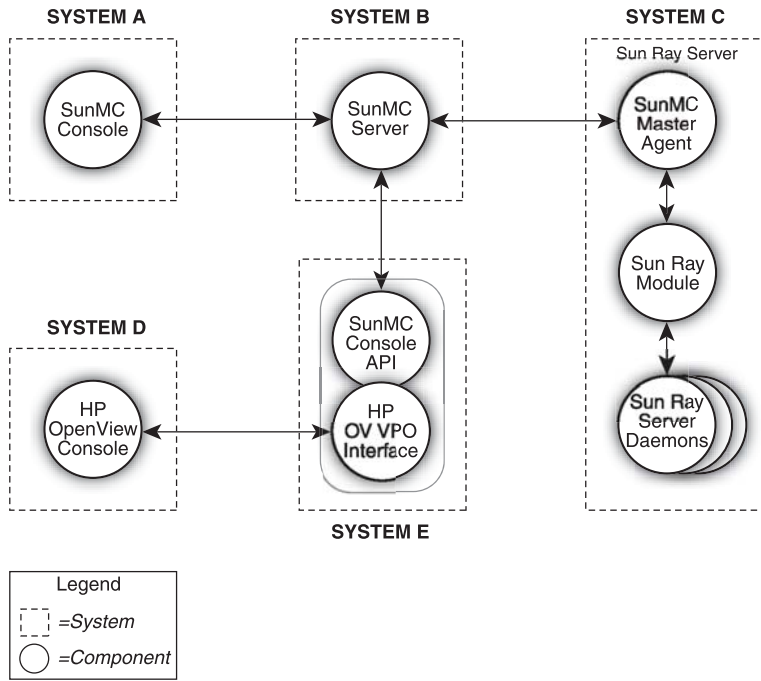 SYSTEM A
SYSTEM B
SYSTEM C
Sun Ray Server
SunMC
Console
SunMC
Server
SunMC
Master
Agent
Sun Ray
Module
SYSTEM D
SunMC
Console
API
HP
OpenView
Console
HP
OV VPO
Interface
Sun Ray
Server
Daemons
SYSTEM E
Legend
=System
=Component